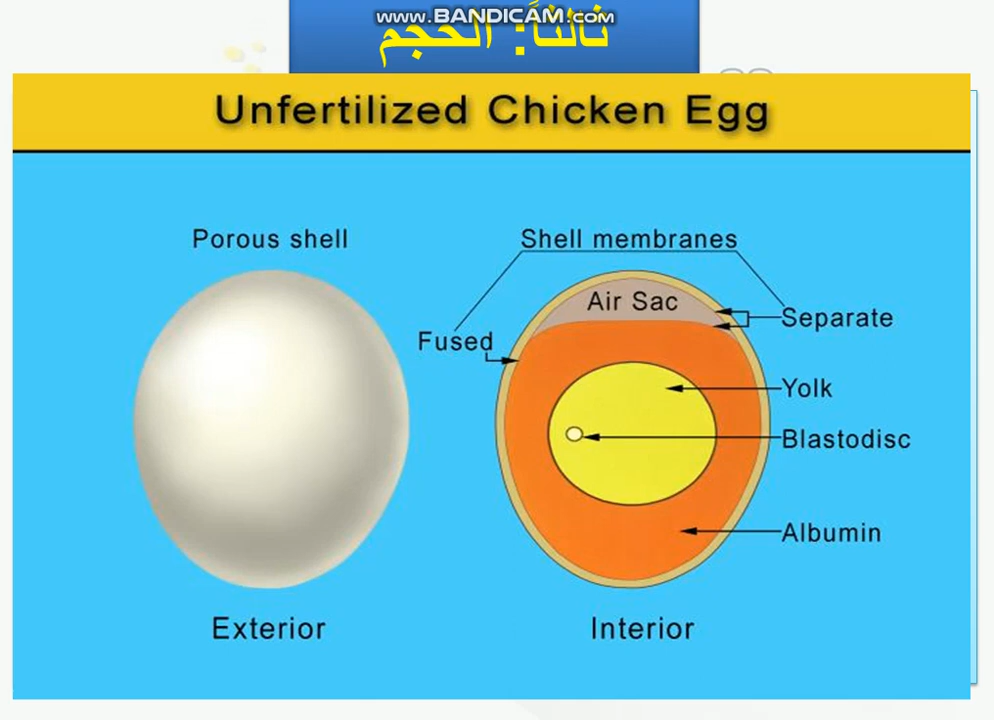 www.BANDICAM.com
ثالثاً: الحجم
Unfertilized Chicken Egg
Porous shell
Shell membranes
Air Sac
Separate
Fused
Yolk
Blastodisc
Albumin
Exterior
Interior